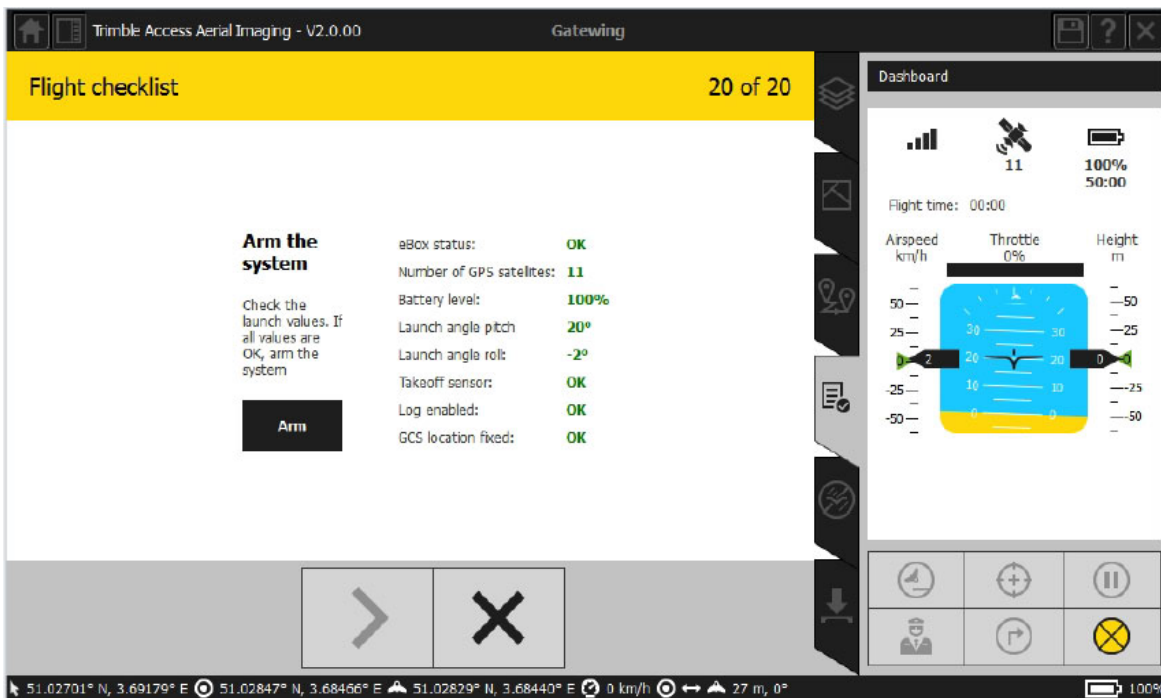 Trimble Access Aerial Imaging - V2.0.00
Gatewing
Flight checklist
20 of 20
Arm the
system
Check the
launch values. If
all values are
OK, arm the
system
Arm
eBox status: OK
Number of GPS satelites: 11
Battery level: 100%
Launch angle pitch 20°
Launch angle roll: -2°
Takeoff sensor: OK
Log enabled: OK
GCS location fixed: OK
Dashboard
11
100%
50:00
Flight time: 00:00
Airspeed
km/h
Throttle
0%
Height
m
50
25
0
-25
-50
2
30 30
20 20
10 10
0 0
0
50
25
0
-25
-50
51.02701° N, 3.69179° E 51.02847° N, 3.68466° E 51.02829° N, 3.68440° E 0 km/h 27 m, 0° 100%